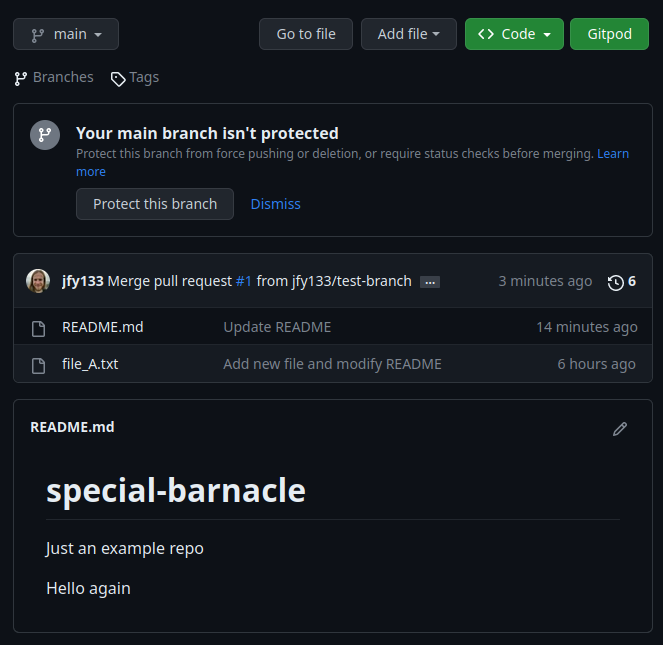 main Go to file Add file <> Code Gitpod
Branches Tags
Your main branch isn't protected
Protect this branch from force pushing or deletion, or require status checks before merging. Learn
more
Protect this branch Dismiss
jfy133 Merge pull request #1 from jfy133/test-branch ... 3 minutes ago 6
README.md Update README 14 minutes ago
file_A.txt Add new file and modify README 6 hours ago
README.md
special-barnacle
Just an example repo
Hello again